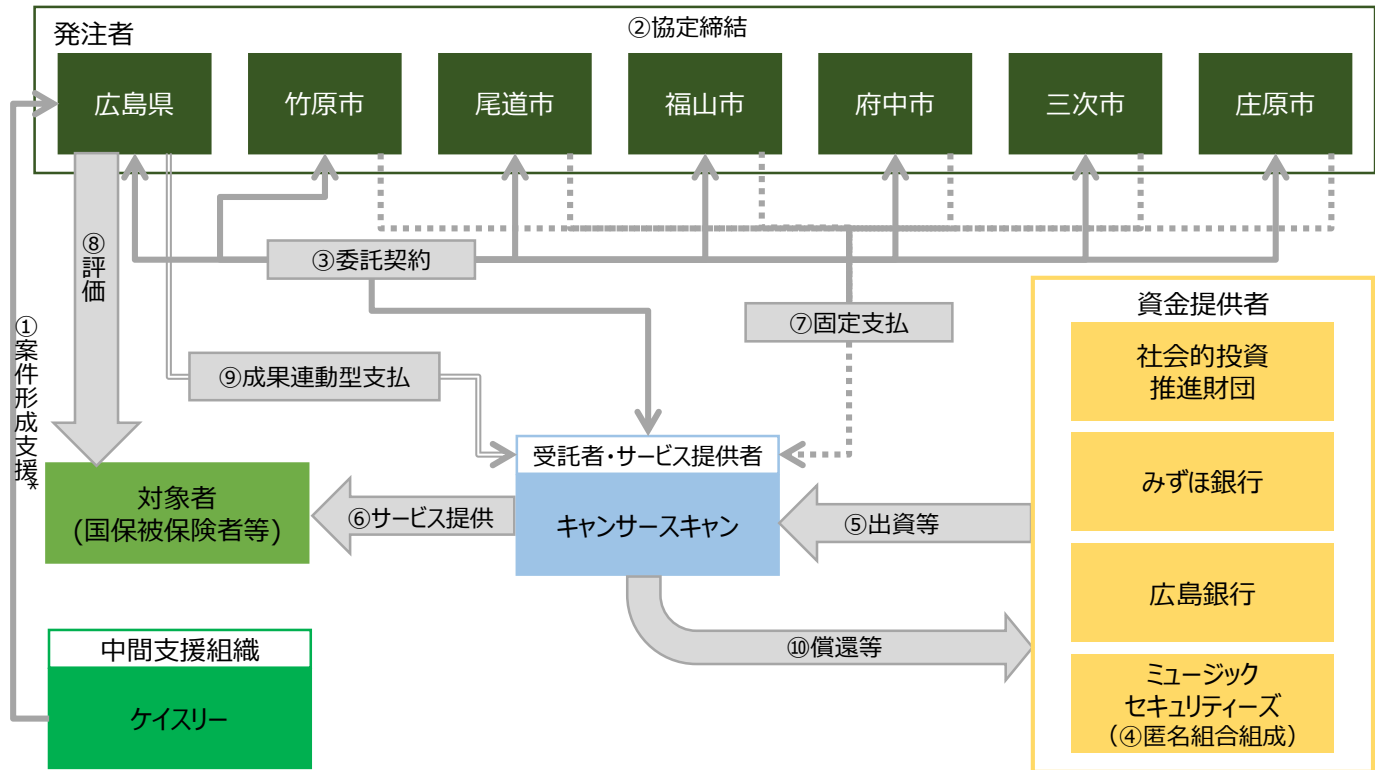 ②協定締結
発注者
広島県
竹原市
尾道市
福山市
府中市
三次市
庄原市
⑧評価
③委託契約
⑦固定支払
①案件形成支援*
⑨成果連動型支払
資金提供者
社会的投資
推進財団
みずほ銀行
広島銀行
ミュージック
セキュリティーズ
(④匿名組合組成)
受託者・サービス提供者
キャンサースキャン
対象者
(国保被保険者等)
⑥サービス提供
⑤出資等
⑩償還等
中間支援組織
ケイスリー